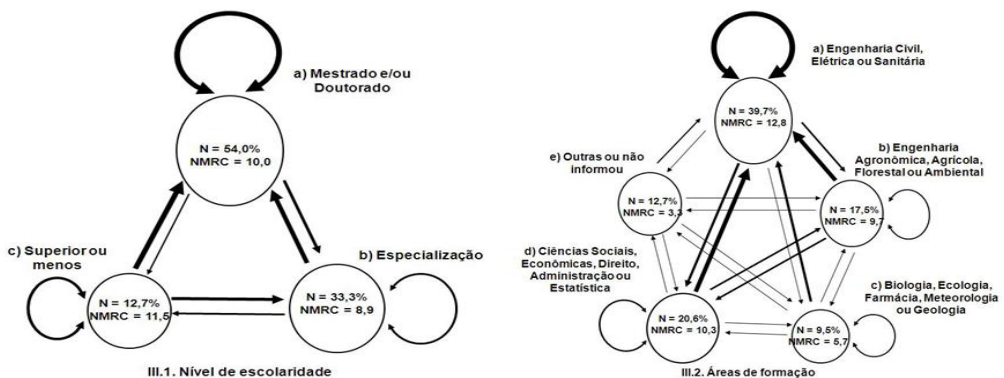 a) Mestrado e/ou
Doutorado
N = 54,0%
NMRC = 10,0
c) Superior ou
menos
b) Especialização
N = 12,7%
NMRC = 11,5
N = 33,3%
NMRC = 8,9
III.1. Nível de escolaridade
a) Engenharia Civil,
Elétrica ou Sanitária
N = 39,7%
NMRC = 12,8
b) Engenharia
Agronômica, Agrícola,
Florestal ou Ambiental
e) Outras ou não
informou
N = 12,7%
NMRC = 3,3
N = 17,5%
NMRC = 9,7
d) Ciências Sociais,
Econômicas, Direito,
Administração ou
Estatística
c) Biologia, Ecologia,
Farmácia, Meteorologia
ou Geologia
N = 20,6%
NMRC = 10,3
N = 9,5%
NMRC = 5,7
III.2. Áreas de formação